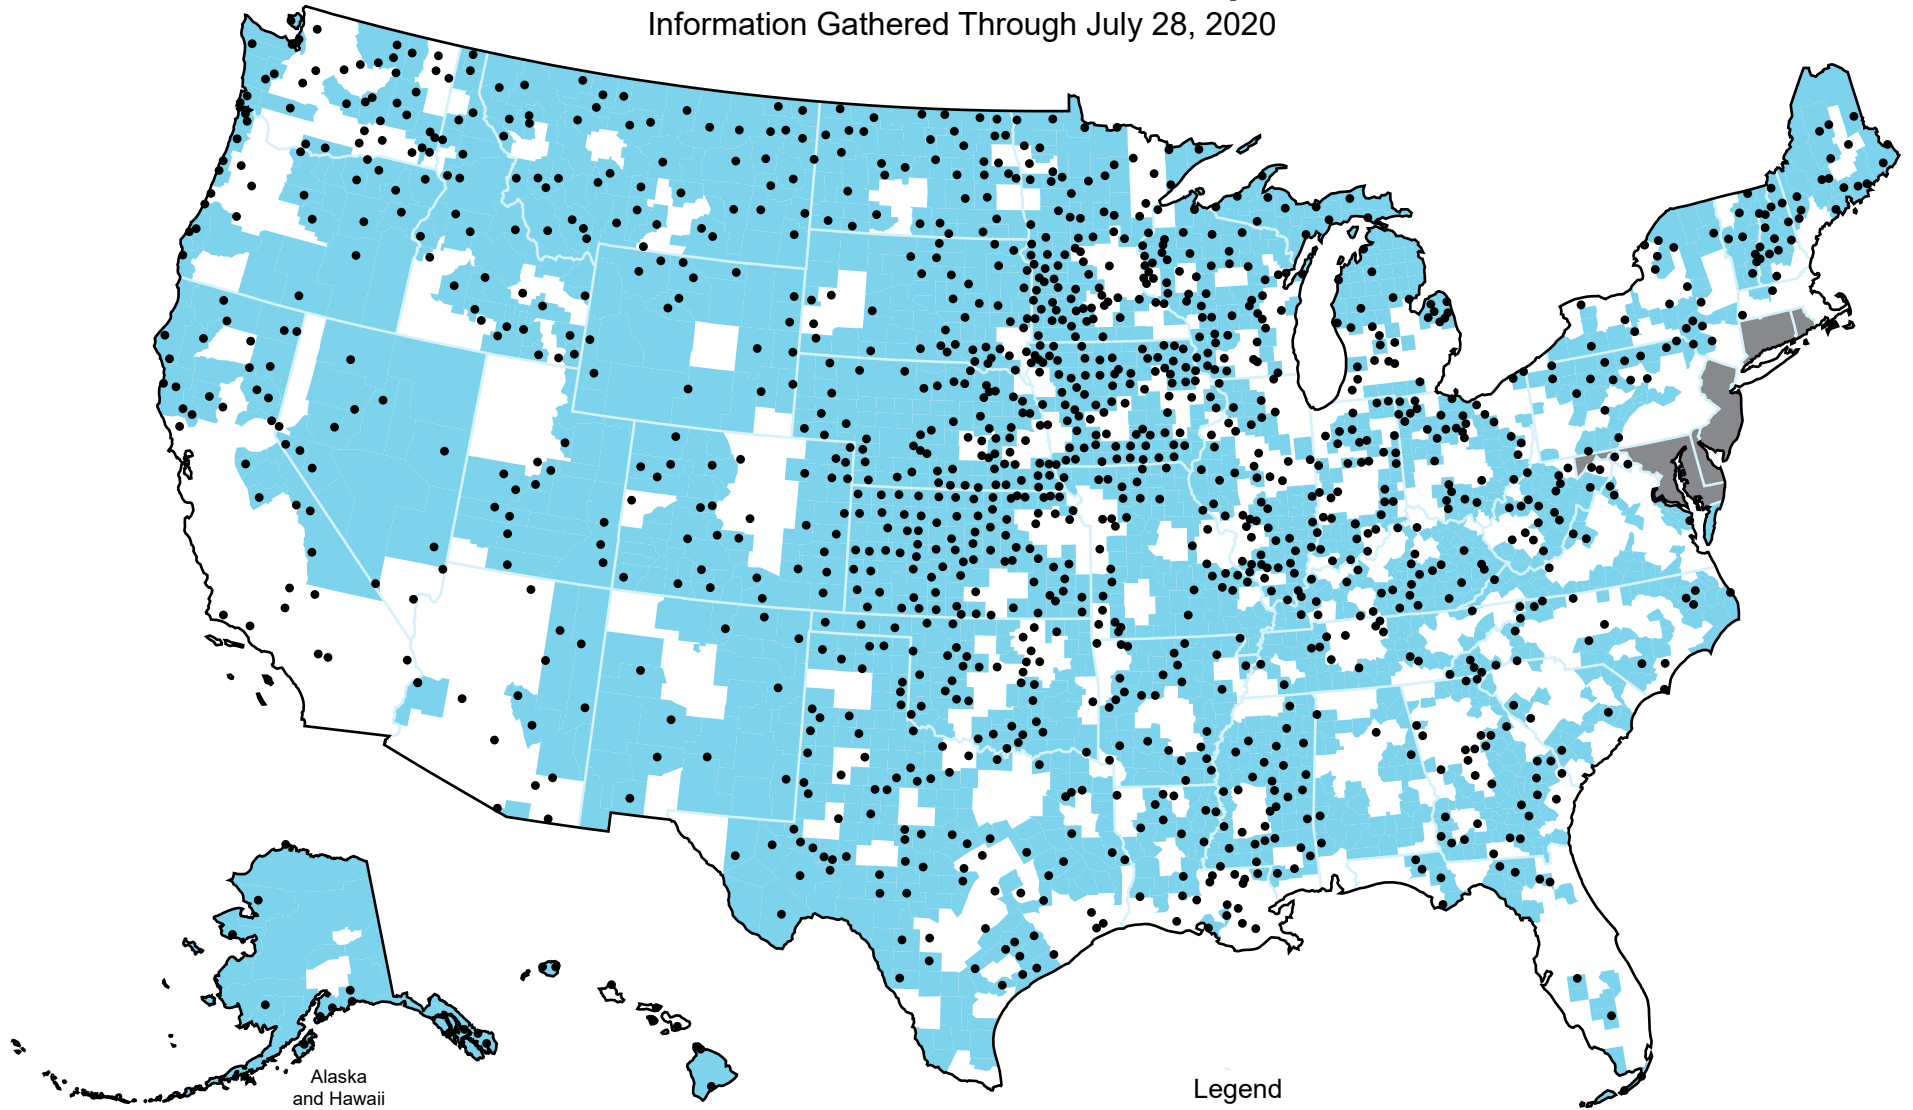 Information Gathered Through July 28, 2020
Alaska
and Hawaii
Legend